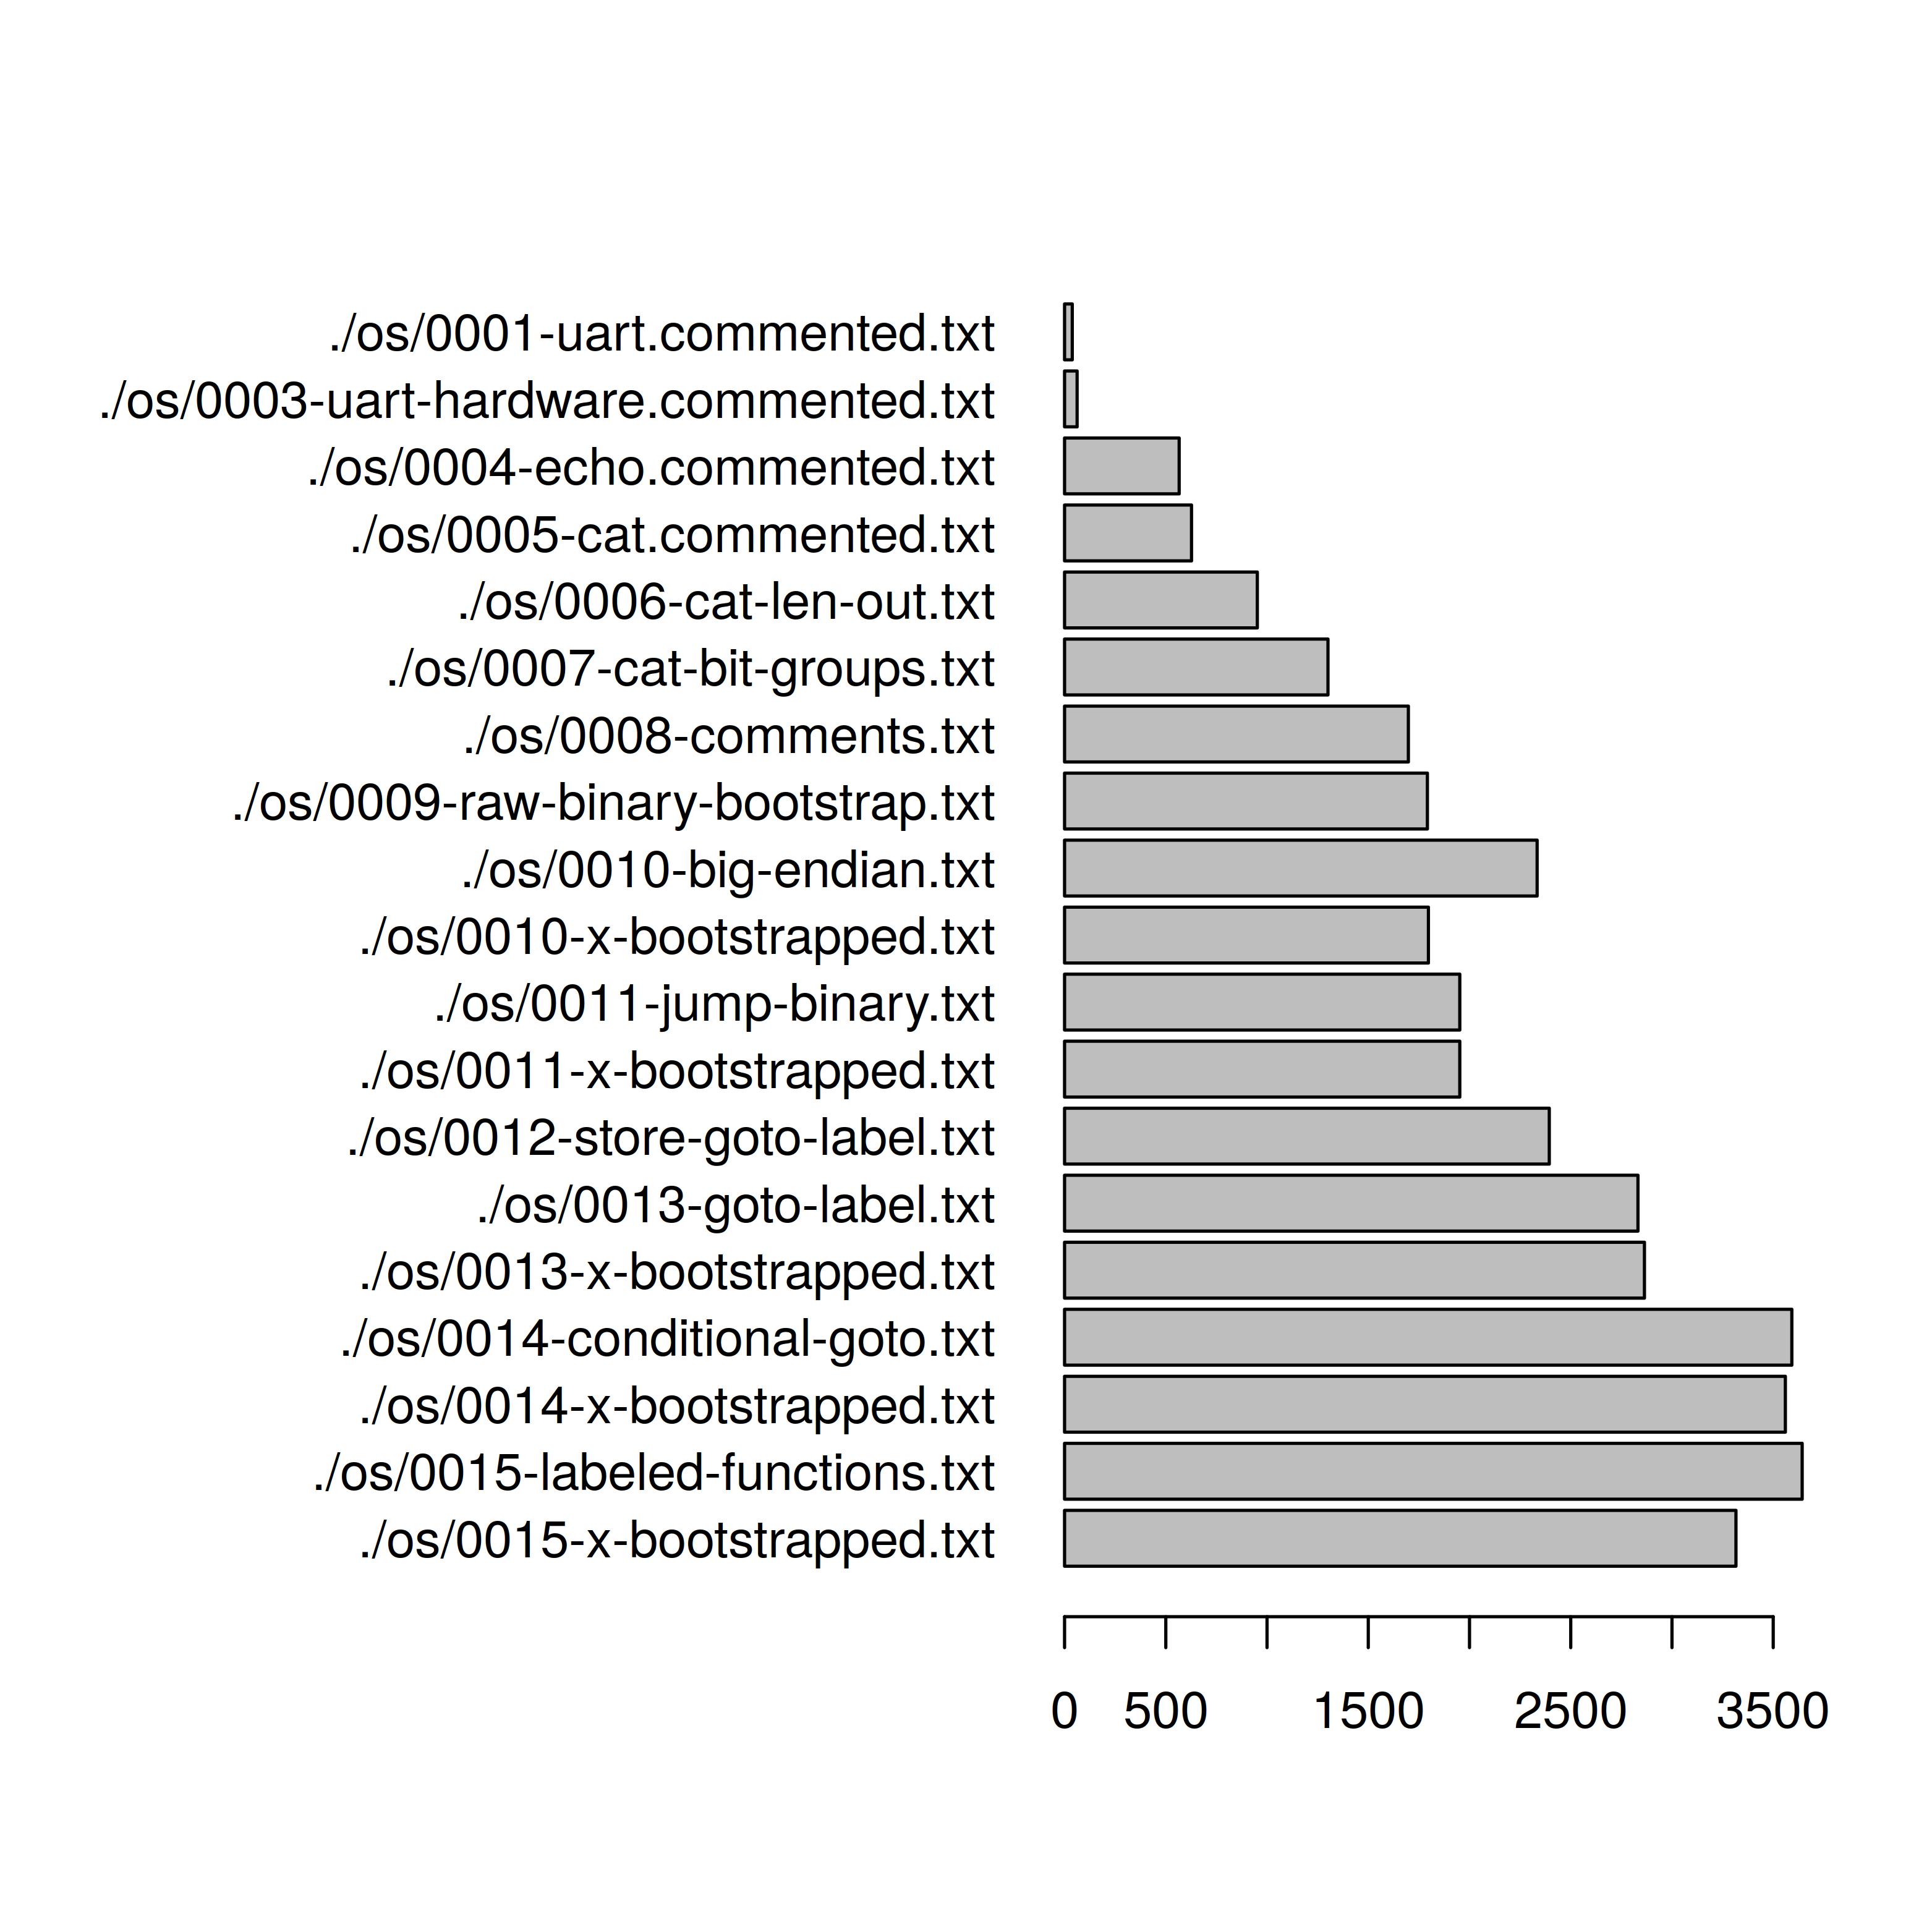 ./os/0001-uart.commented.txt
./os/0003-uart-hardware.commented.txt
./os/0004-echo.commented.txt
./os/0005-cat.commented.txt
./os/0006-cat-len-out.txt
./os/0007-cat-bit-groups.txt
./os/0008-comments.txt
./os/0009-raw-binary-bootstrap.txt
./os/0010-big-endian.txt
./os/0010-x-bootstrapped.txt
./os/0011-jump-binary.txt
./os/0011-x-bootstrapped.txt
./os/0012-store-goto-label.txt
./os/0013-goto-label.txt
./os/0013-x-bootstrapped.txt
./os/0014-conditional-goto.txt
./os/0014-x-bootstrapped.txt
./os/0015-labeled-functions.txt
./os/0015-x-bootstrapped.txt
0 500 1500 2500 3500